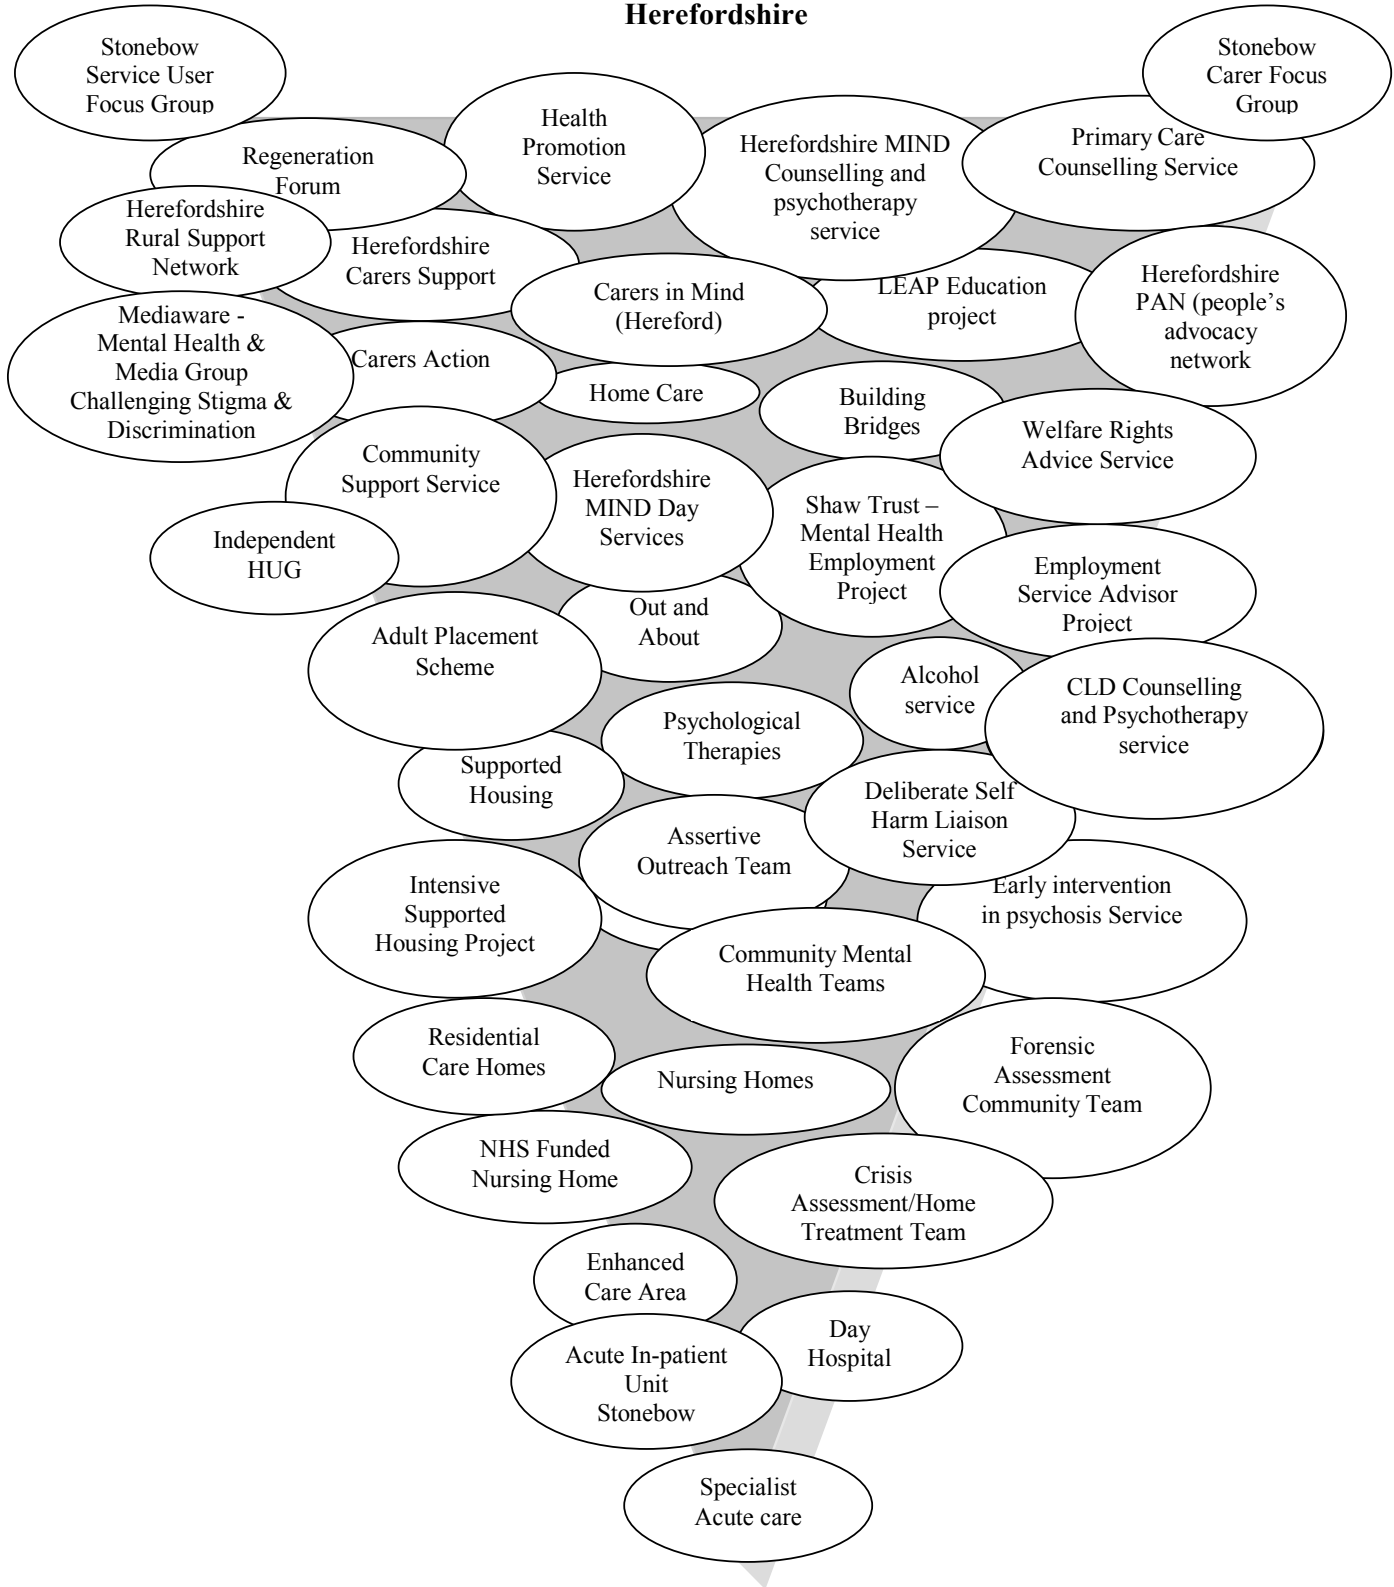 Herefordshire
Stonebow
Service User
Focus Group
Stonebow
Carer Focus
Group
Health
Promotion
Service
Herefordshire MIND
Counselling and
psychotherapy
service
Primary Care
Counselling Service
Regeneration
Forum
Herefordshire
Rural Support
Network
Herefordshire
Carers Support
Carers in Mind
(Hereford)
LEAP Education
project
Herefordshire
PAN (people’s
advocacy
network
Mediaware -
Mental Health &
Media Group
Challenging Stigma &
Discrimination
Carers Action
Home Care
Building
Bridges
Welfare Rights
Advice Service
Community
Support Service
Herefordshire
MIND Day
Services
Shaw Trust –
Mental Health
Employment
Project
Independent
HUG
Employment
Service Advisor
Project
Out and
About
Adult Placement
Scheme
Alcohol
service
CLD Counselling
and Psychotherapy
service
Psychological
Therapies
Supported
Housing
Deliberate Self
Harm Liaison
Service
Assertive
Outreach Team
Intensive
Supported
Housing Project
Early intervention
in psychosis Service
Community Mental
Health Teams
Residential
Care Homes
Nursing Homes
Forensic
Assessment
Community Team
NHS Funded
Nursing Home
Crisis
Assessment/Home
Treatment Team
Enhanced
Care Area
Day
Hospital
Acute In-patient
Unit
Stonebow
Specialist
Acute care